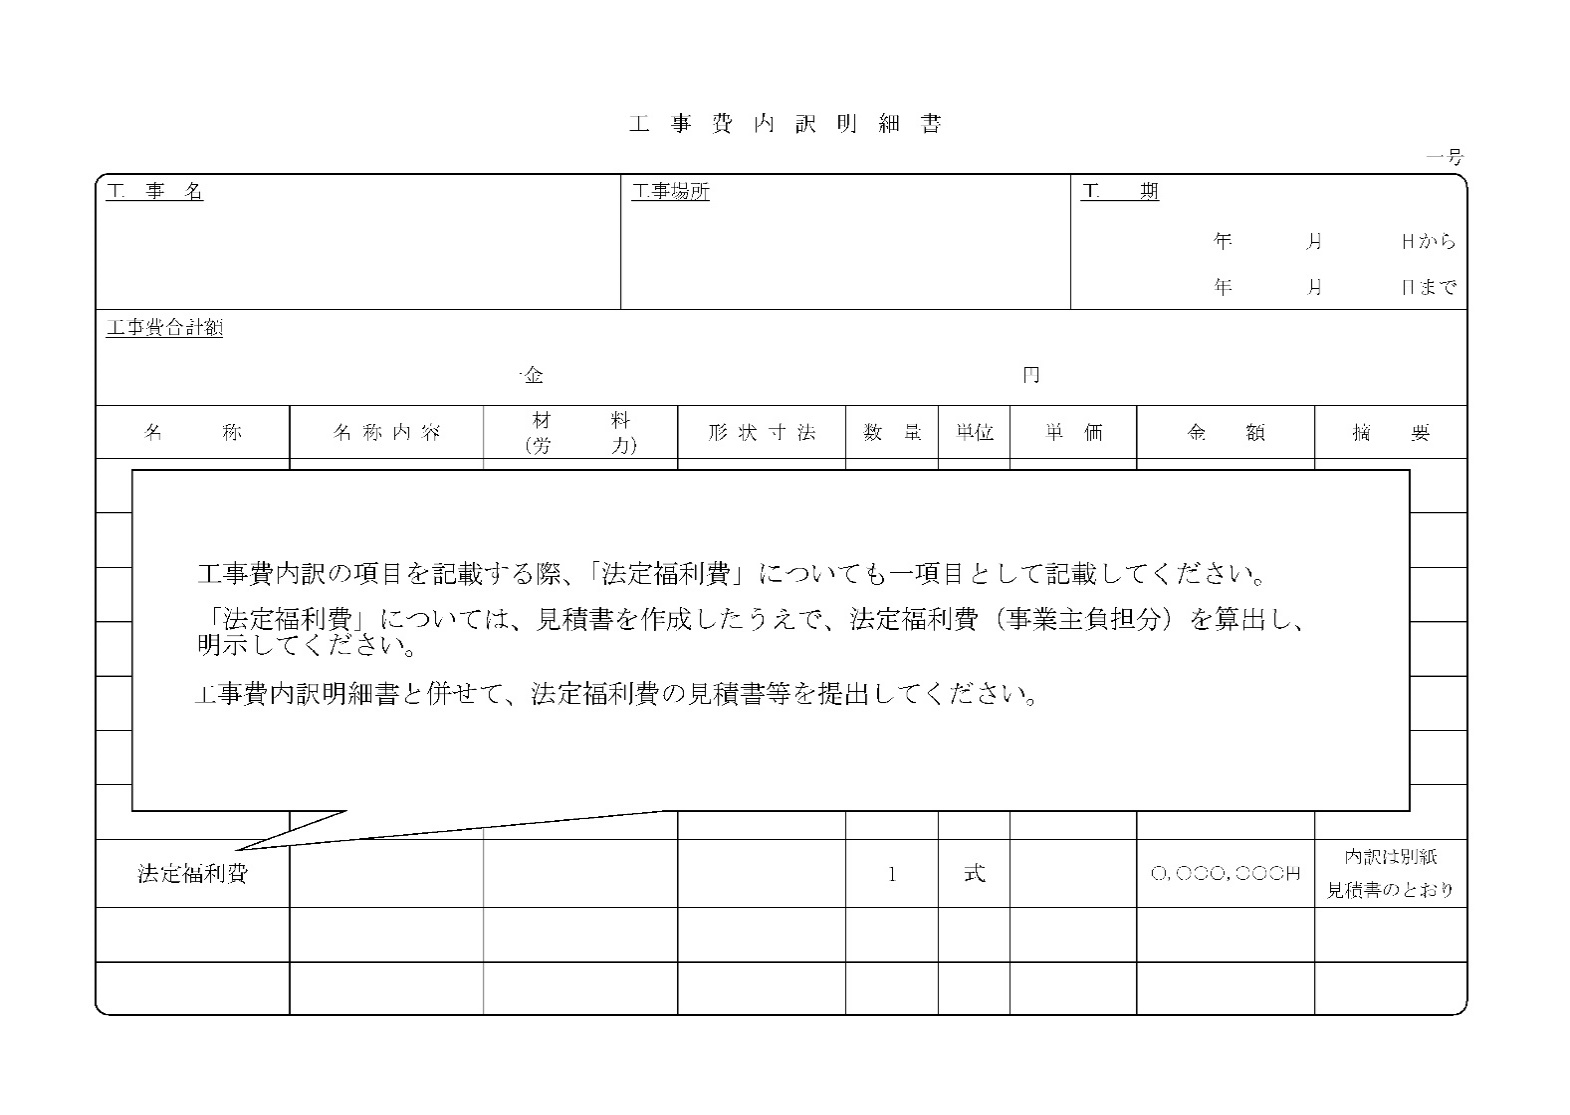 工事費内訳明細書
一号
工事名 工事場所 工期
年 月 日から
年 月 日まで
工事費合計額
一金 円
名称 名称内容 材料 形状寸法 数量 単位 単価 金額 摘要
(労力)
工事費内訳の項目を記載する際、「法定福利費」についても一項目として記載してください。
「法定福利費」については、見積書を作成したうえで、法定福利費（事業主負担分）を算出し、
明示してください。
工事費内訳明細書と併せて、法定福利費の見積書等を提出してください。
法定福利費 1 式 〇,〇〇〇,〇〇〇円 内訳は別紙
見積書のとおり